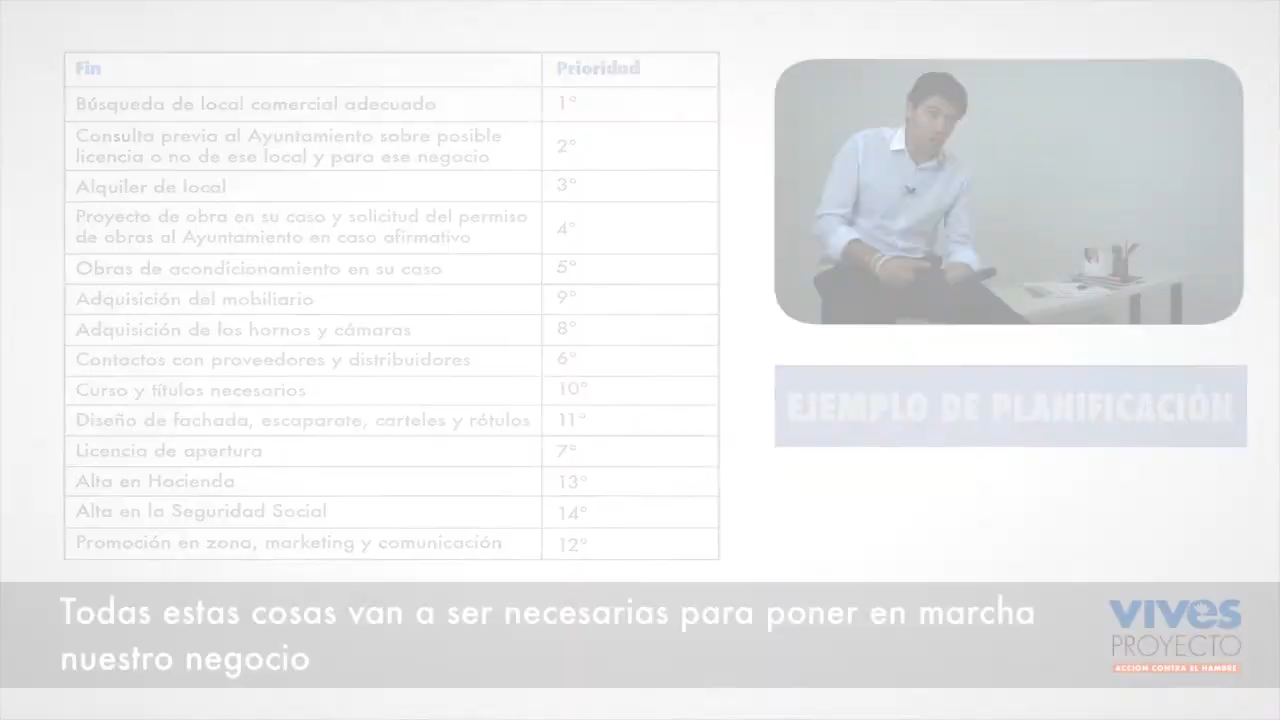 Fin Prioridad
Búsqueda de local comercial adecuado 1º
Consulta previa al Ayuntamiento sobre posible
licencia o no de ese local y para ese negocio 2º
Alquiler de local 3º
Proyecto de obra en su caso y solicitud del permiso
de obras al Ayuntamiento en caso afirmativo 4º
Obras de acondicionamiento en su caso 5º
Adquisición del mobiliario 9º
Adquisición de los hornos y cámaras 8º
Contactos con proveedores y distribuidores 6º
Curso y títulos necesarios 10º
Diseño de fachada, escaparate, carteles y rótulos 11º
Licencia de apertura 7º
Alta en Hacienda 13º
Alta en la Seguridad Social 14º
Promoción en zona, marketing y comunicación 12º
EJEMPLO DE PLANIFICACIÓN
Todas estas cosas van a ser necesarias para poner en marcha
nuestro negocio
VIVES
PROYECTO
ACCIÓN CONTRA EL HAMBRE